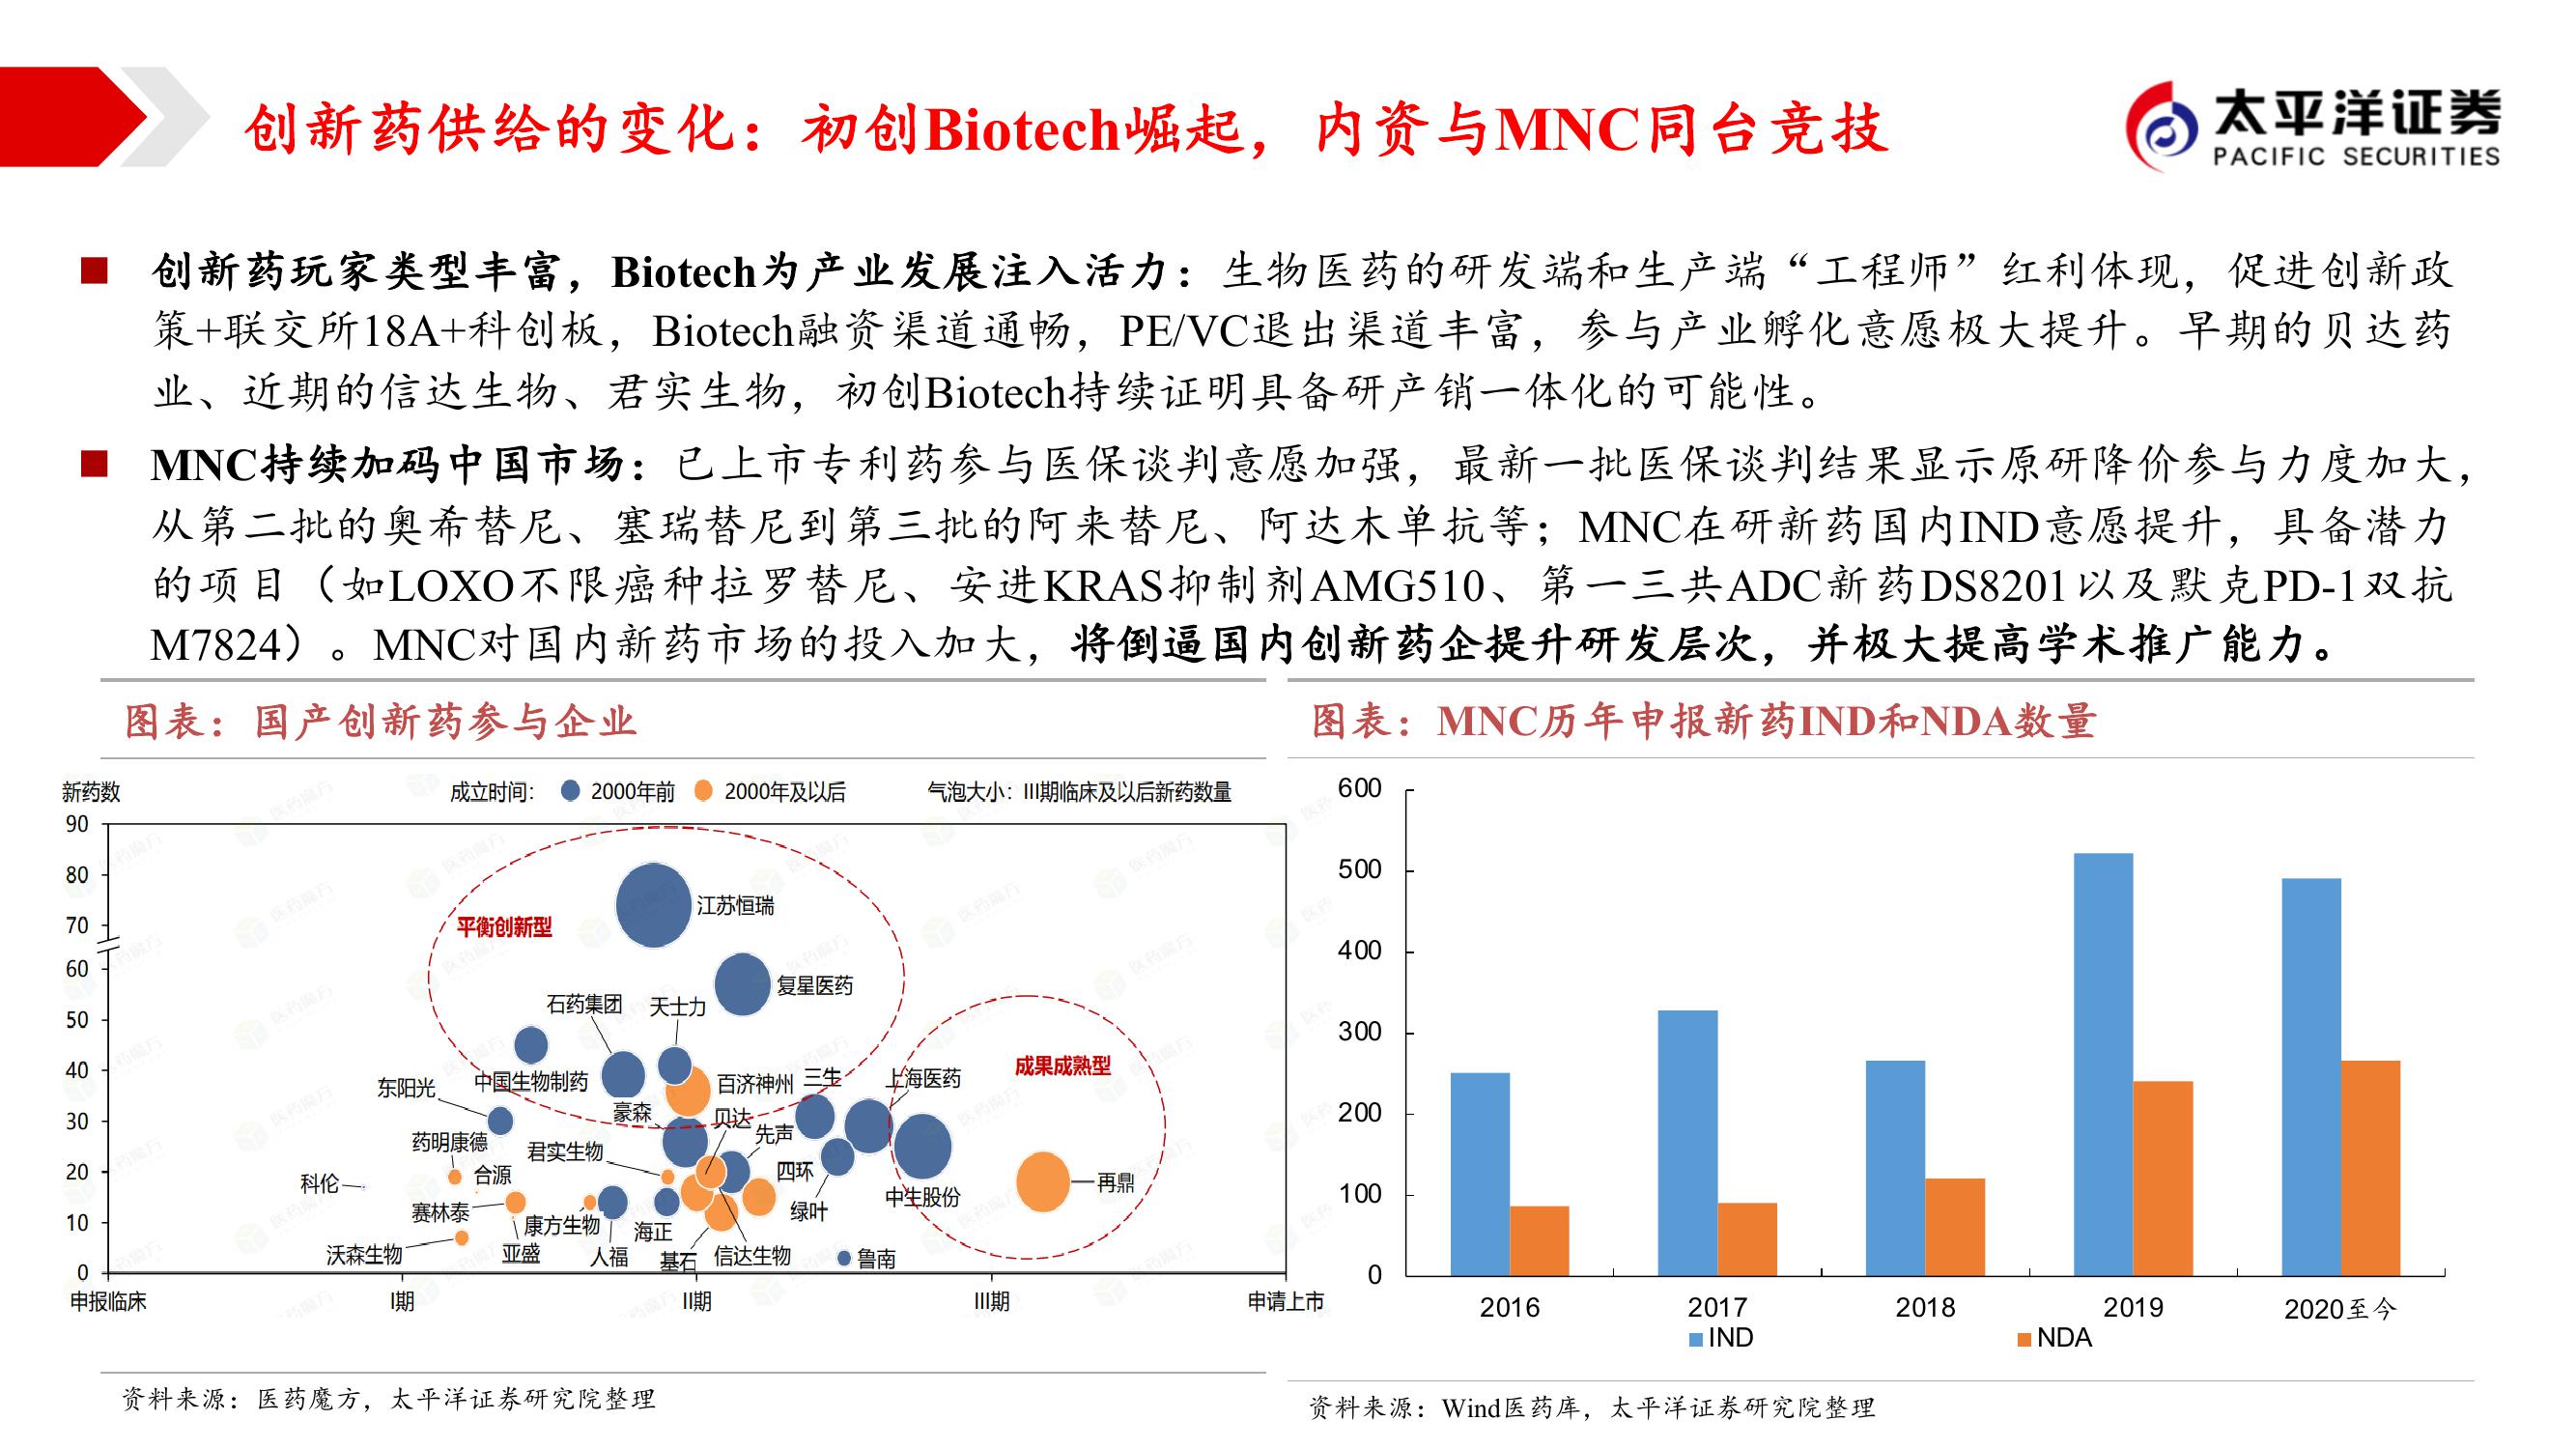 创新药供给的变化：初创Biotech崛起，内资与MNC同台竞技
太平洋证券
PACIFIC SECURITIES
创新药玩家类型丰富，Biotech为产业发展注入活力：生物医药的研发端和生产端“工程师”红利体现，促进创新政
策+联交所18A+科创板，Biotech融资渠道通畅，PE/VC退出渠道丰富，参与产业孵化意愿极大提升。早期的贝达药
业、近期的信达生物、君实生物，初创Biotech持续证明具备研产销一体化的可能性。
MNC持续加码中国市场：已上市专利药参与医保谈判意愿加强，最新一批医保谈判结果显示原研降价参与力度加大，
从第二批的奥希替尼、塞瑞替尼到第三批的阿来替尼、阿达木单抗等；MNC在研新药国内IND意愿提升，具备潜力
的项目（如LOXO不限癌种拉罗替尼、安进KRAS抑制剂AMG510、第一三共ADC新药DS8201以及默克PD-1双抗
M7824）。MNC对国内新药市场的投入加大，将倒逼国内创新药企提升研发层次，并极大提高学术推广能力。
图表：国产创新药参与企业
新药数
成立时间： 2000年前 2000年及以后 气泡大小：III期临床及以后新药数量
90
80
70
60
50
40
30
20
10
0
平衡创新型
江苏恒瑞
复星医药
石药集团
天士力
成果成熟型
中国生物制药
百济神州
三生
上海医药
东阳光
豪森
贝达
先声
药明康德
君实生物
合源
四环
科伦
再鼎
中生股份
赛林泰
绿叶
康方生物
海正
沃森生物
亚盛
人福
基石
信达生物
鲁南
申报临床
I期
II期
III期
申请上市
资料来源：医药魔方，太平洋证券研究院整理
图表：MNC历年申报新药IND和NDA数量
600
500
400
300
200
100
0
2016
2017
2018
2019
2020至今
IND
NDA
资料来源：Wind医药库，太平洋证券研究院整理
医药魔方